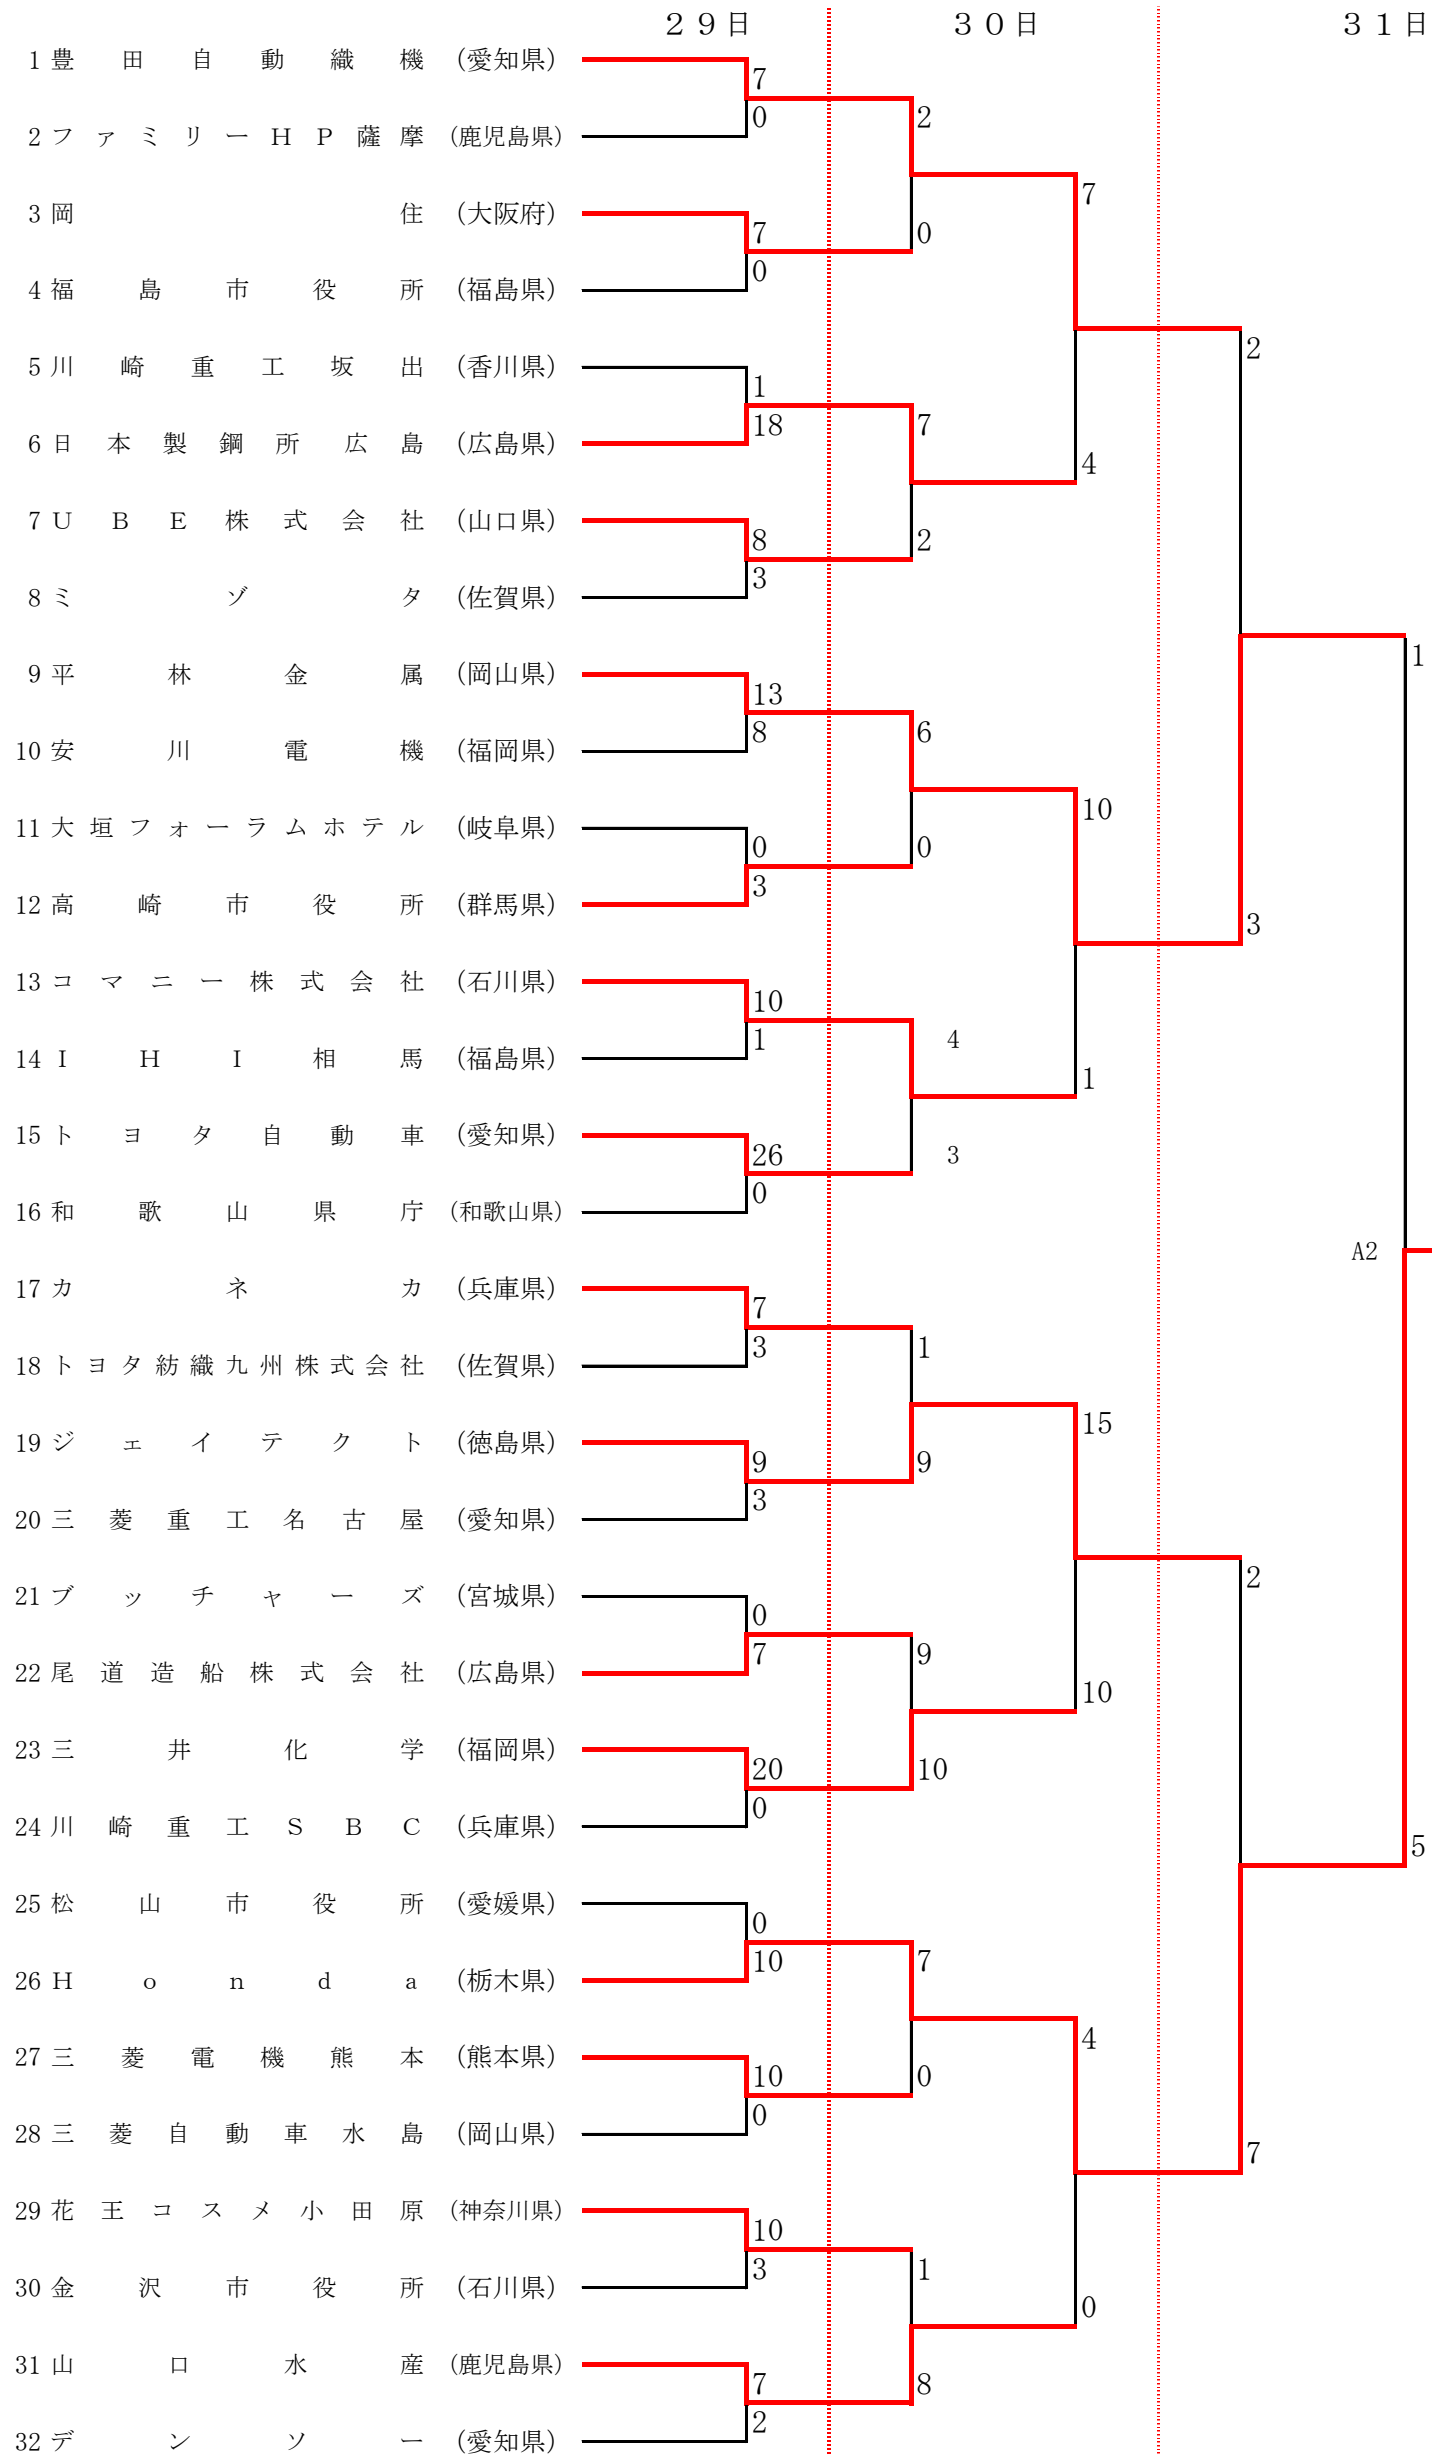 ２９日 ３０日 ３１日
1 豊田自動織機 (愛知県)
7
0
2
2 ファミリーＨＰ薩摩 (鹿児島県)
7
3 岡住 (大阪府)
7
0
0
4 福島市役所 (福島県)
2
5 川崎重工坂出 (香川県)
1
18
7
6 日本製鋼所広島 (広島県)
4
7 ＵＢＥ株式会社 (山口県)
8
2
3
8 ミゾタ (佐賀県)
1
9 平林金属 (岡山県)
13
8
6
10 安川電機 (福岡県)
10
11 大垣フォーラムホテル (岐阜県)
0
0
3
12 高崎市役所 (群馬県)
3
13 コマニー株式会社 (石川県)
10
1
4
14 ＩＨＩ相馬 (福島県)
1
15 トヨタ自動車 (愛知県)
26
3
0
16 和歌山県庁 (和歌山県)
A2
17 カネカ (兵庫県)
7
3
1
18 トヨタ紡織九州株式会社 (佐賀県)
15
19 ジェイテクト (徳島県)
9
9
3
20 三菱重工名古屋 (愛知県)
2
21 ブッチャーズ (宮城県)
0
7
9
22 尾道造船株式会社 (広島県)
10
23 三井化学 (福岡県)
20
10
0
24 川崎重工ＳＢＣ (兵庫県)
5
25 松山市役所 (愛媛県)
0
10
7
26 Ｈｏｎｄａ (栃木県)
4
27 三菱電機熊本 (熊本県)
10
0
0
28 三菱自動車水島 (岡山県)
7
29 花王コスメ小田原 (神奈川県)
10
3
1
30 金沢市役所 (石川県)
0
31 山口水産 (鹿児島県)
7
8
2
32 デンソー (愛知県)